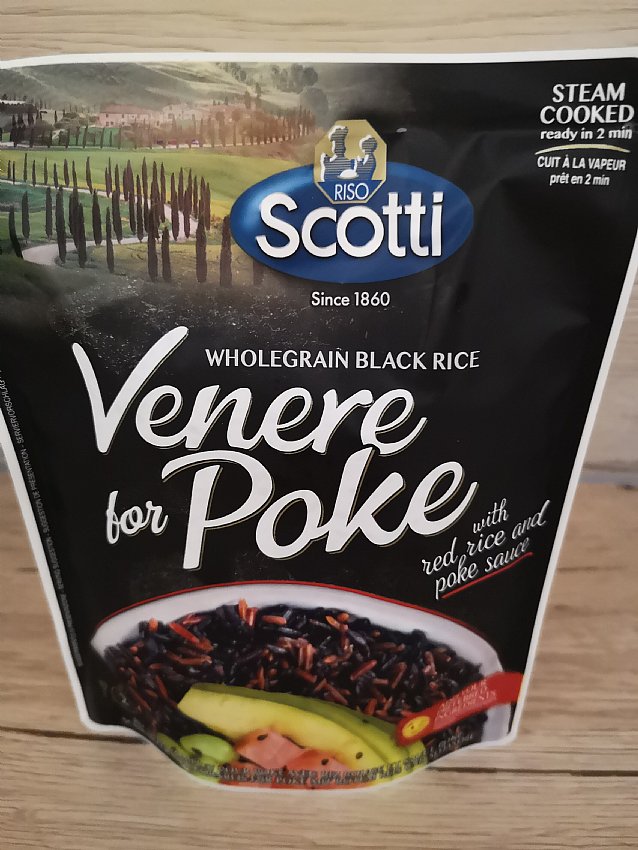 STEAM
COOKED
ready in 2 min
CUIT À LA VAPEUR
prêt en 2 min
RISO
Scotti
Since 1860
WHOLEGRAIN BLACK RICE
Venere
for Poke
with
red rice and
poke sauce